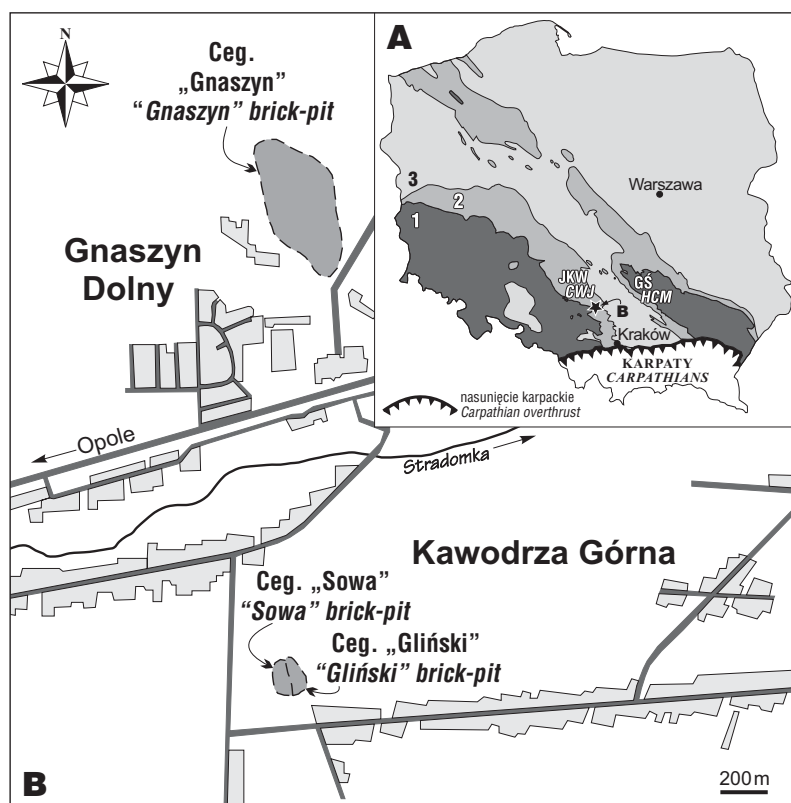 Ceg.
„Gnaszyn”
“Gnaszyn” brick-pit
Gnaszyn
Dolny
A
Warszawa
3
2
1
JKW
CWJ
GŚ
HCM
B
Kraków
KARPATY
CARPATHIANS
nasunięcie karpackie
Carpathian overthrust
Opole
Stradomka
Kawodrza Górna
Ceg. „Sowa”
“Sowa” brick-pit
Ceg. „Gliński”
“Gliński” brick-pit
B
200 m